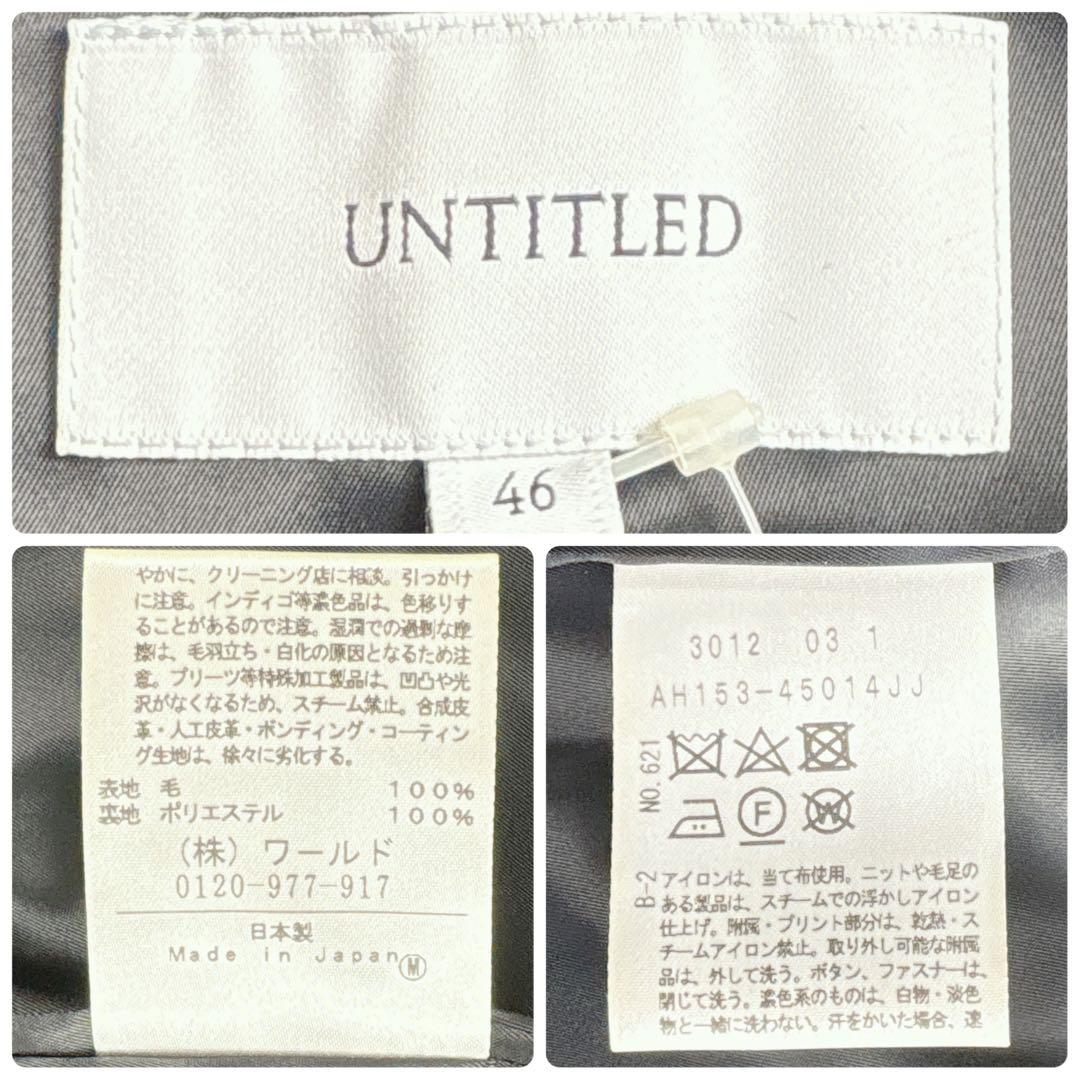 UNTITLED
46
やかに、クリーニング店に相談。引っかけ
に注意。インディゴ等濃色品は、色移りす
ることがあるので注意。湿潤での過剰な摩
擦は、毛羽立ち・白化の原因となるため注
意。プリーツ等特殊加工製品は、凹凸や光
沢がなくなるため、スチーム禁止。合成皮
革・人工皮革・ボンディング・コーティン
グ生地は、徐々に劣化する。
表地 毛 100%
裏地 ポリエステル 100%
(株)ワールド
0120-977-917
日本製
Made in Japan Ⓜ
3012 03 1
AH153-45014JJ
NO.621
F
W
B-2
アイロンは、当て布使用。ニットや毛足の
ある製品は、スチームでの浮かしアイロン
仕上げ。附属・プリント部分は、乾熱・ス
チームアイロン禁止。取り外し可能な附属
品は、外して洗う。ボタン、ファスナーは、
閉じて洗う。濃色系のものは、白物・淡色
物と一緒に洗わない。汗をかいた場合、速